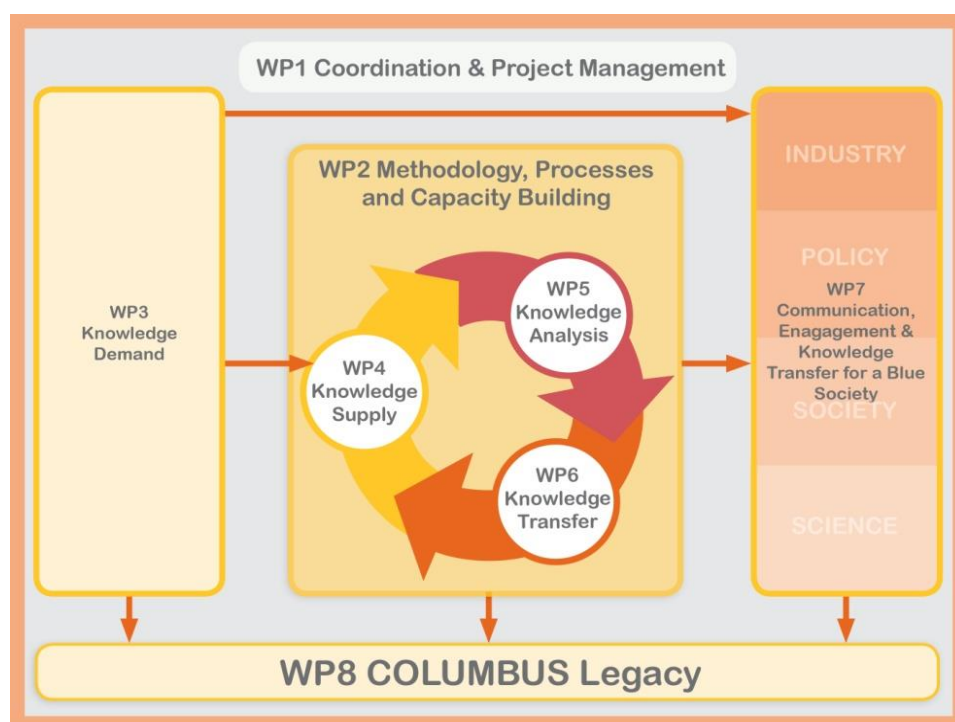 WP1 Coordination & Project Management
WP3
Knowledge
Demand
WP2 Methodology, Processes
and Capacity Building
WP5
Knowledge
Analysis
WP4
Knowledge
Supply
WP6
Knowledge
Transfer
INDUSTRY
POLICY
WP7
Communication,
Enagagement &
Knowledge
Transfer for a Blue
Society
SOCIETY
SCIENCE
WP8 COLUMBUS Legacy